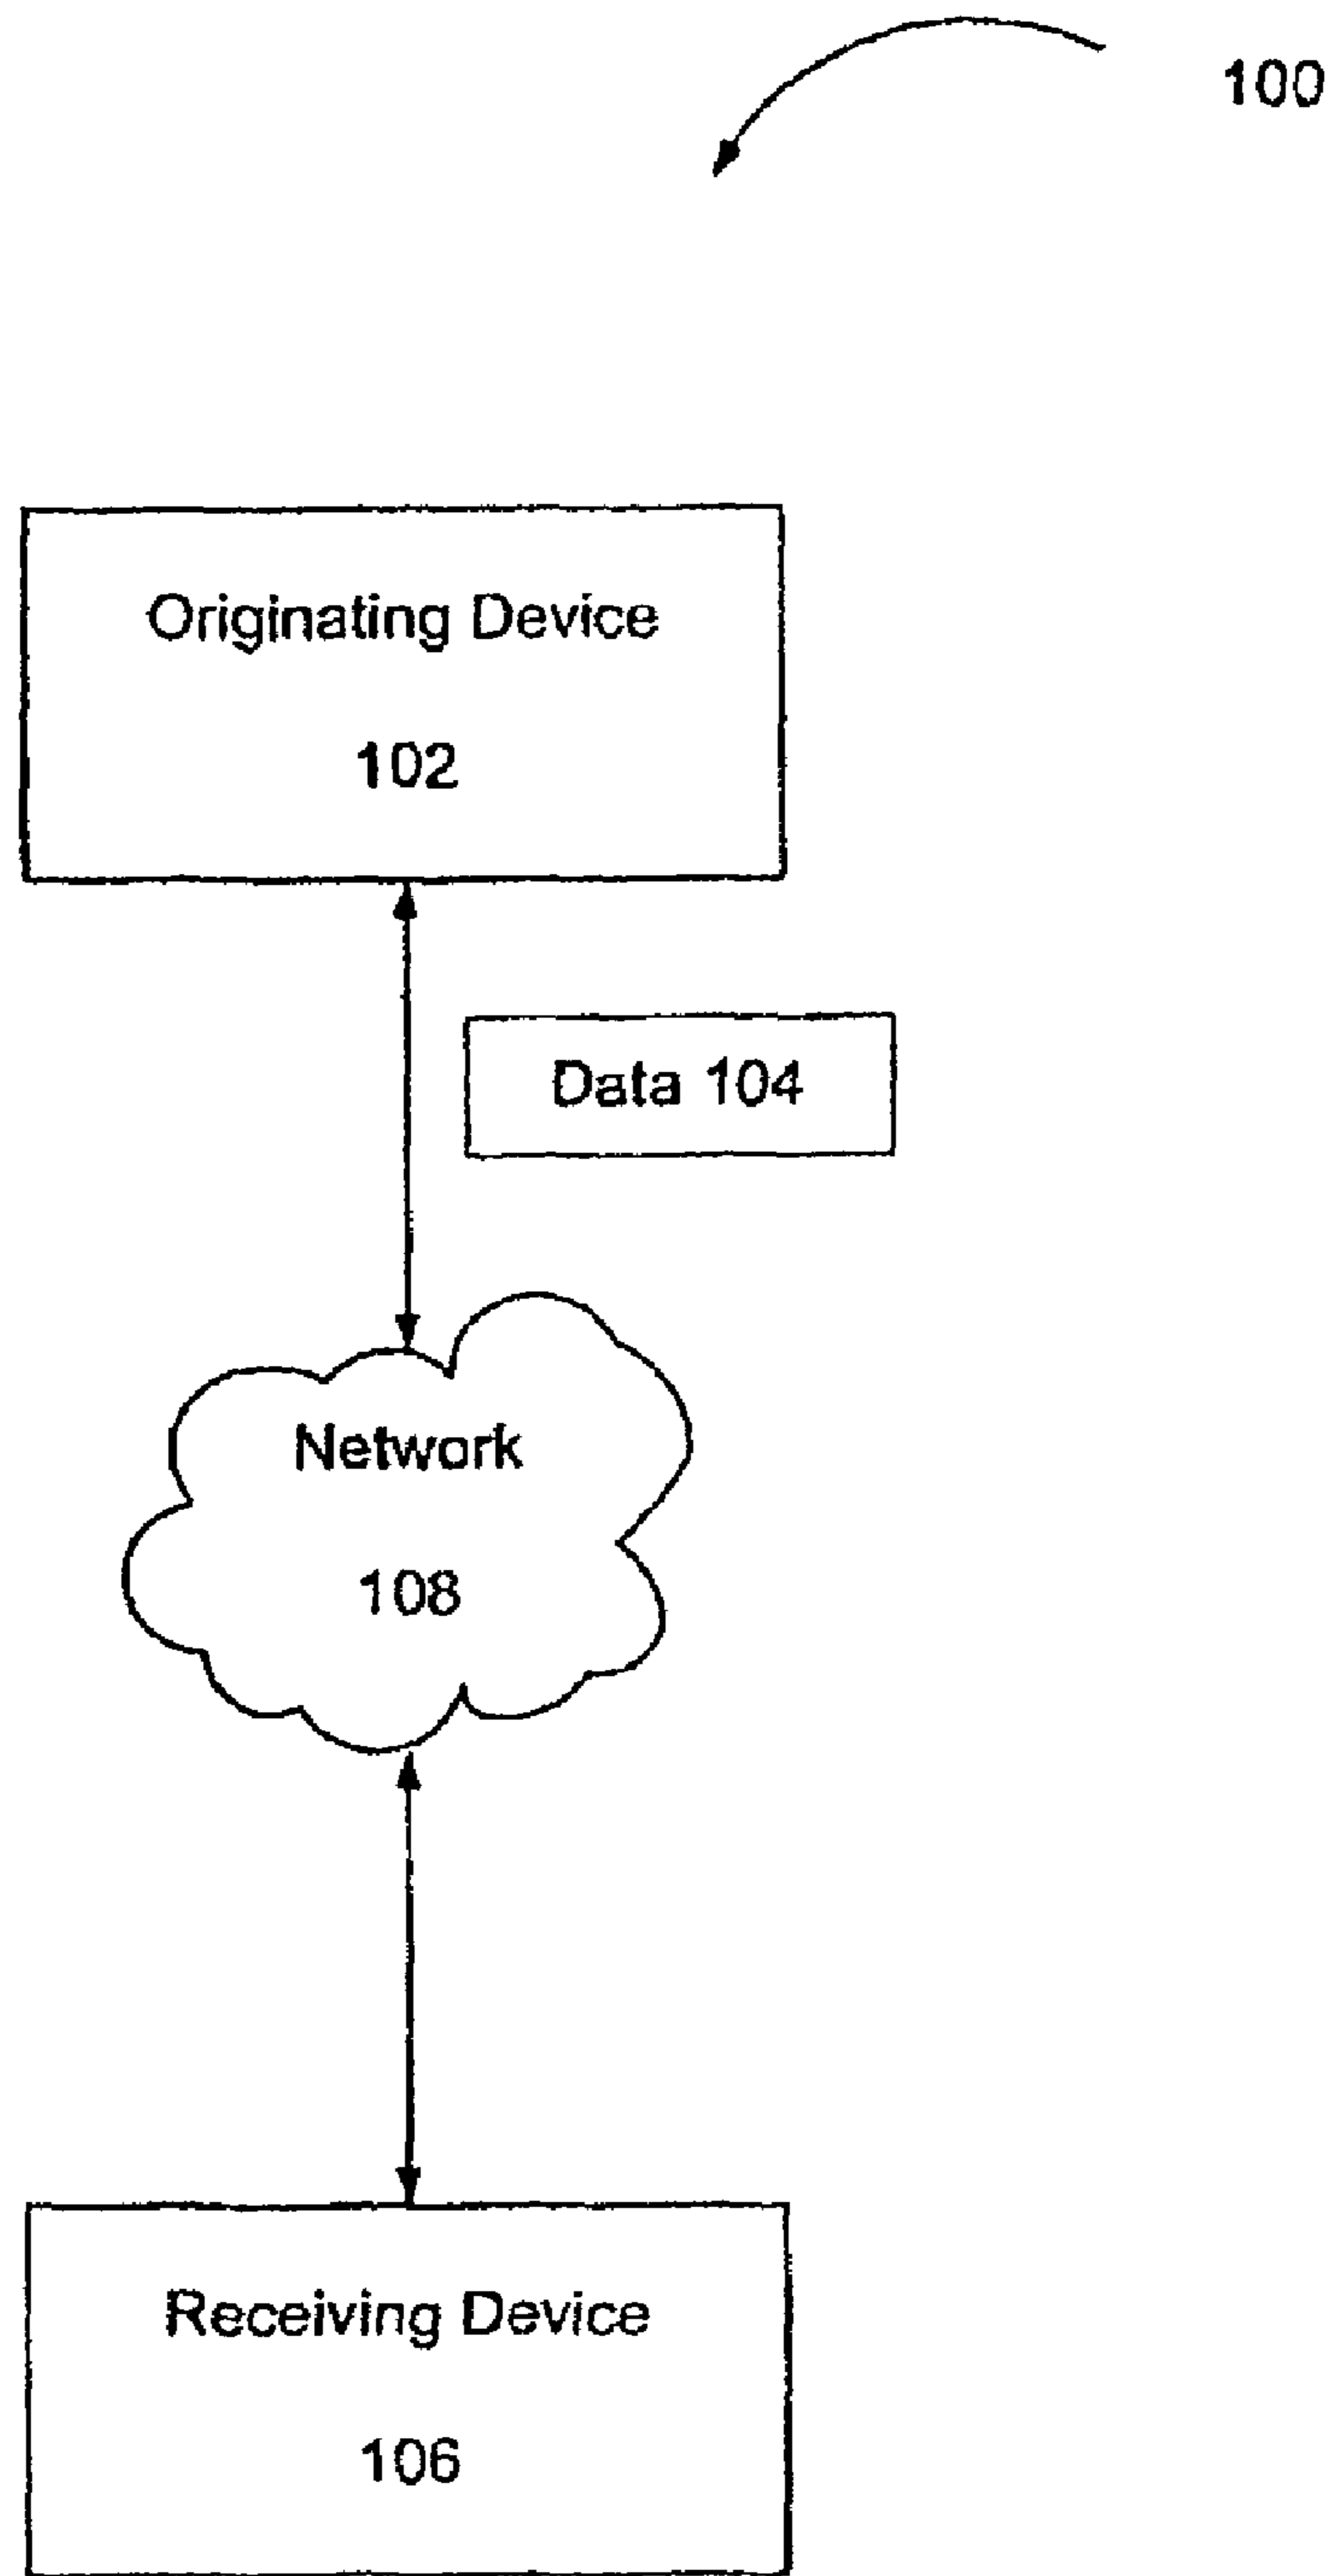 100
Originating Device
102
Data 104
Network
108
Receiving Device
106